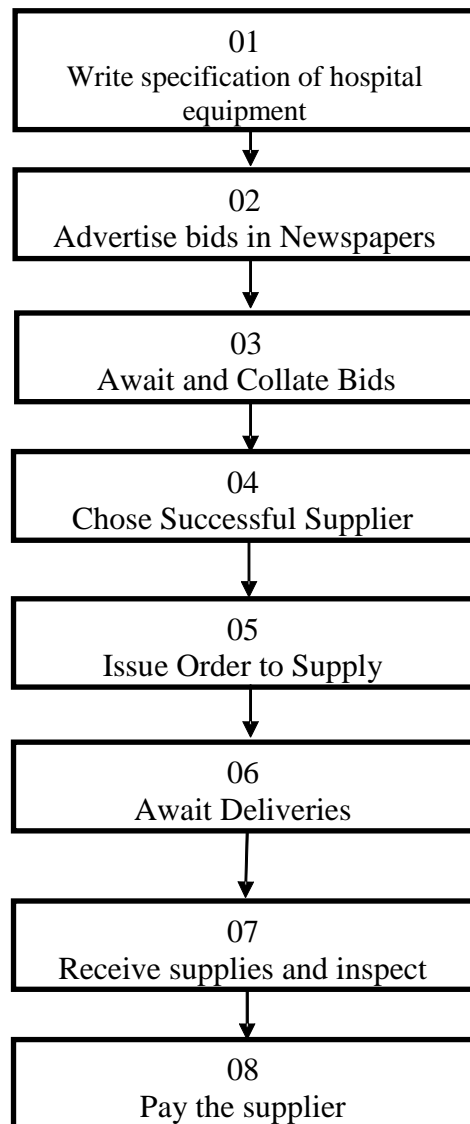 01
Write specification of hospital
equipment
02
Advertise bids in Newspapers
03
Await and Collate Bids
04
Chose Successful Supplier
05
Issue Order to Supply
06
Await Deliveries
07
Receive supplies and inspect
08
Pay the supplier